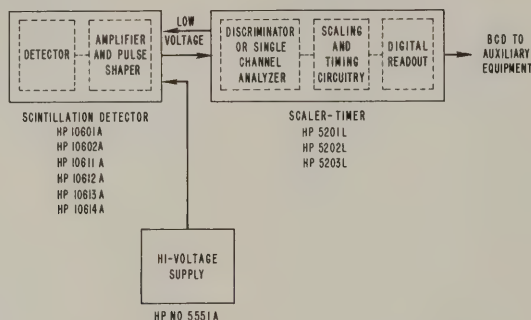 LOW
VOLTAGE
DETECTOR
AMPLIFIER
AND PULSE
SHAPER
DISCRIMINATOR
OR SINGLE
CHANNEL
ANALYZER
SCALING
AND
TIMING
CIRCUITRY
DIGITAL
READOUT
BCD TO
AUXILIARY
EQUIPMENT
SCINTILLATION DETECTOR
HP 10601A
HP 10602A
HP 10611A
HP 10612A
HP 10613A
HP 10614A
SCALER-TIMER
HP 5201L
HP 5202L
HP 5203L
HI-VOLTAGE
SUPPLY
HP NO 5551A